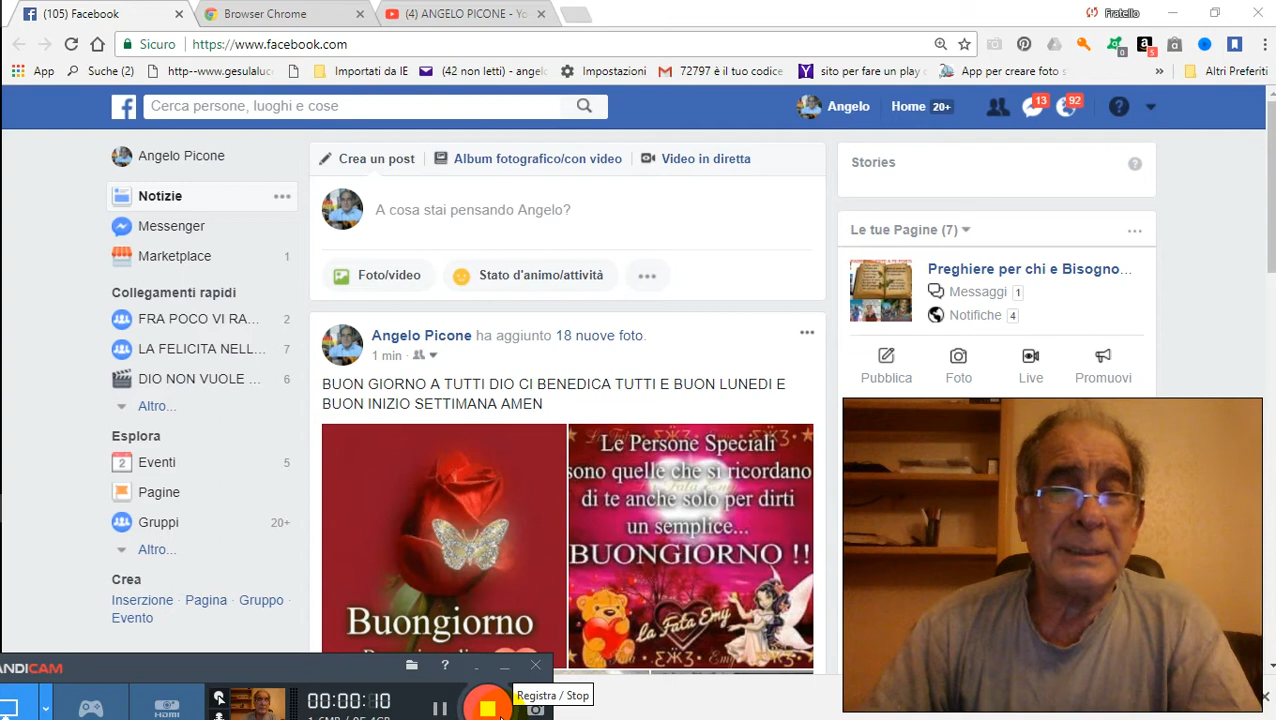 (105) Facebook
Browser Chrome
(4) ANGELO PICONE - Yo
Fratello
Sicuro
https://www.facebook.com
0
5
App
Suche (2)
http--www.gesulaluc
Importati da IE
(42 non letti) - angelo
Impostazioni
72797 è il tuo codice
sito per fare un play c
App per creare foto s
»
Altri Preferiti
Cerca persone, luoghi e cose
Angelo
Home 20+
13
92
Angelo Picone
Notizie
Messenger
Marketplace
1
Collegamenti rapidi
FRA POCO VI RA...
2
LA FELICITA NELL...
7
DIO NON VUOLE ...
6
Altro...
Esplora
2
Eventi
5
Pagine
Gruppi
20+
Altro...
Crea
Inserzione · Pagina · Gruppo ·
Evento
Crea un post
Album fotografico/con video
Video in diretta
A cosa stai pensando Angelo?
Foto/video
Stato d'animo/attività
Angelo Picone ha aggiunto 18 nuove foto.
1 min ·
BUON GIORNO A TUTTI DIO CI BENEDICA TUTTI E BUON LUNEDI E
BUON INIZIO SETTIMANA AMEN
Buongiorno
Le Persone Speciali
sono quelle che si ricordano
di te anche solo per dirti
un semplice...
BUONGIORNO !!
La Fata Emy
Stories
?
Le tue Pagine (7)
Preghiere per chi e Bisogno...
Messaggi 1
Notifiche 4
Pubblica
Foto
Live
Promuovi
ANDICAM
?
HDMI
00:00:10
Registra / Stop